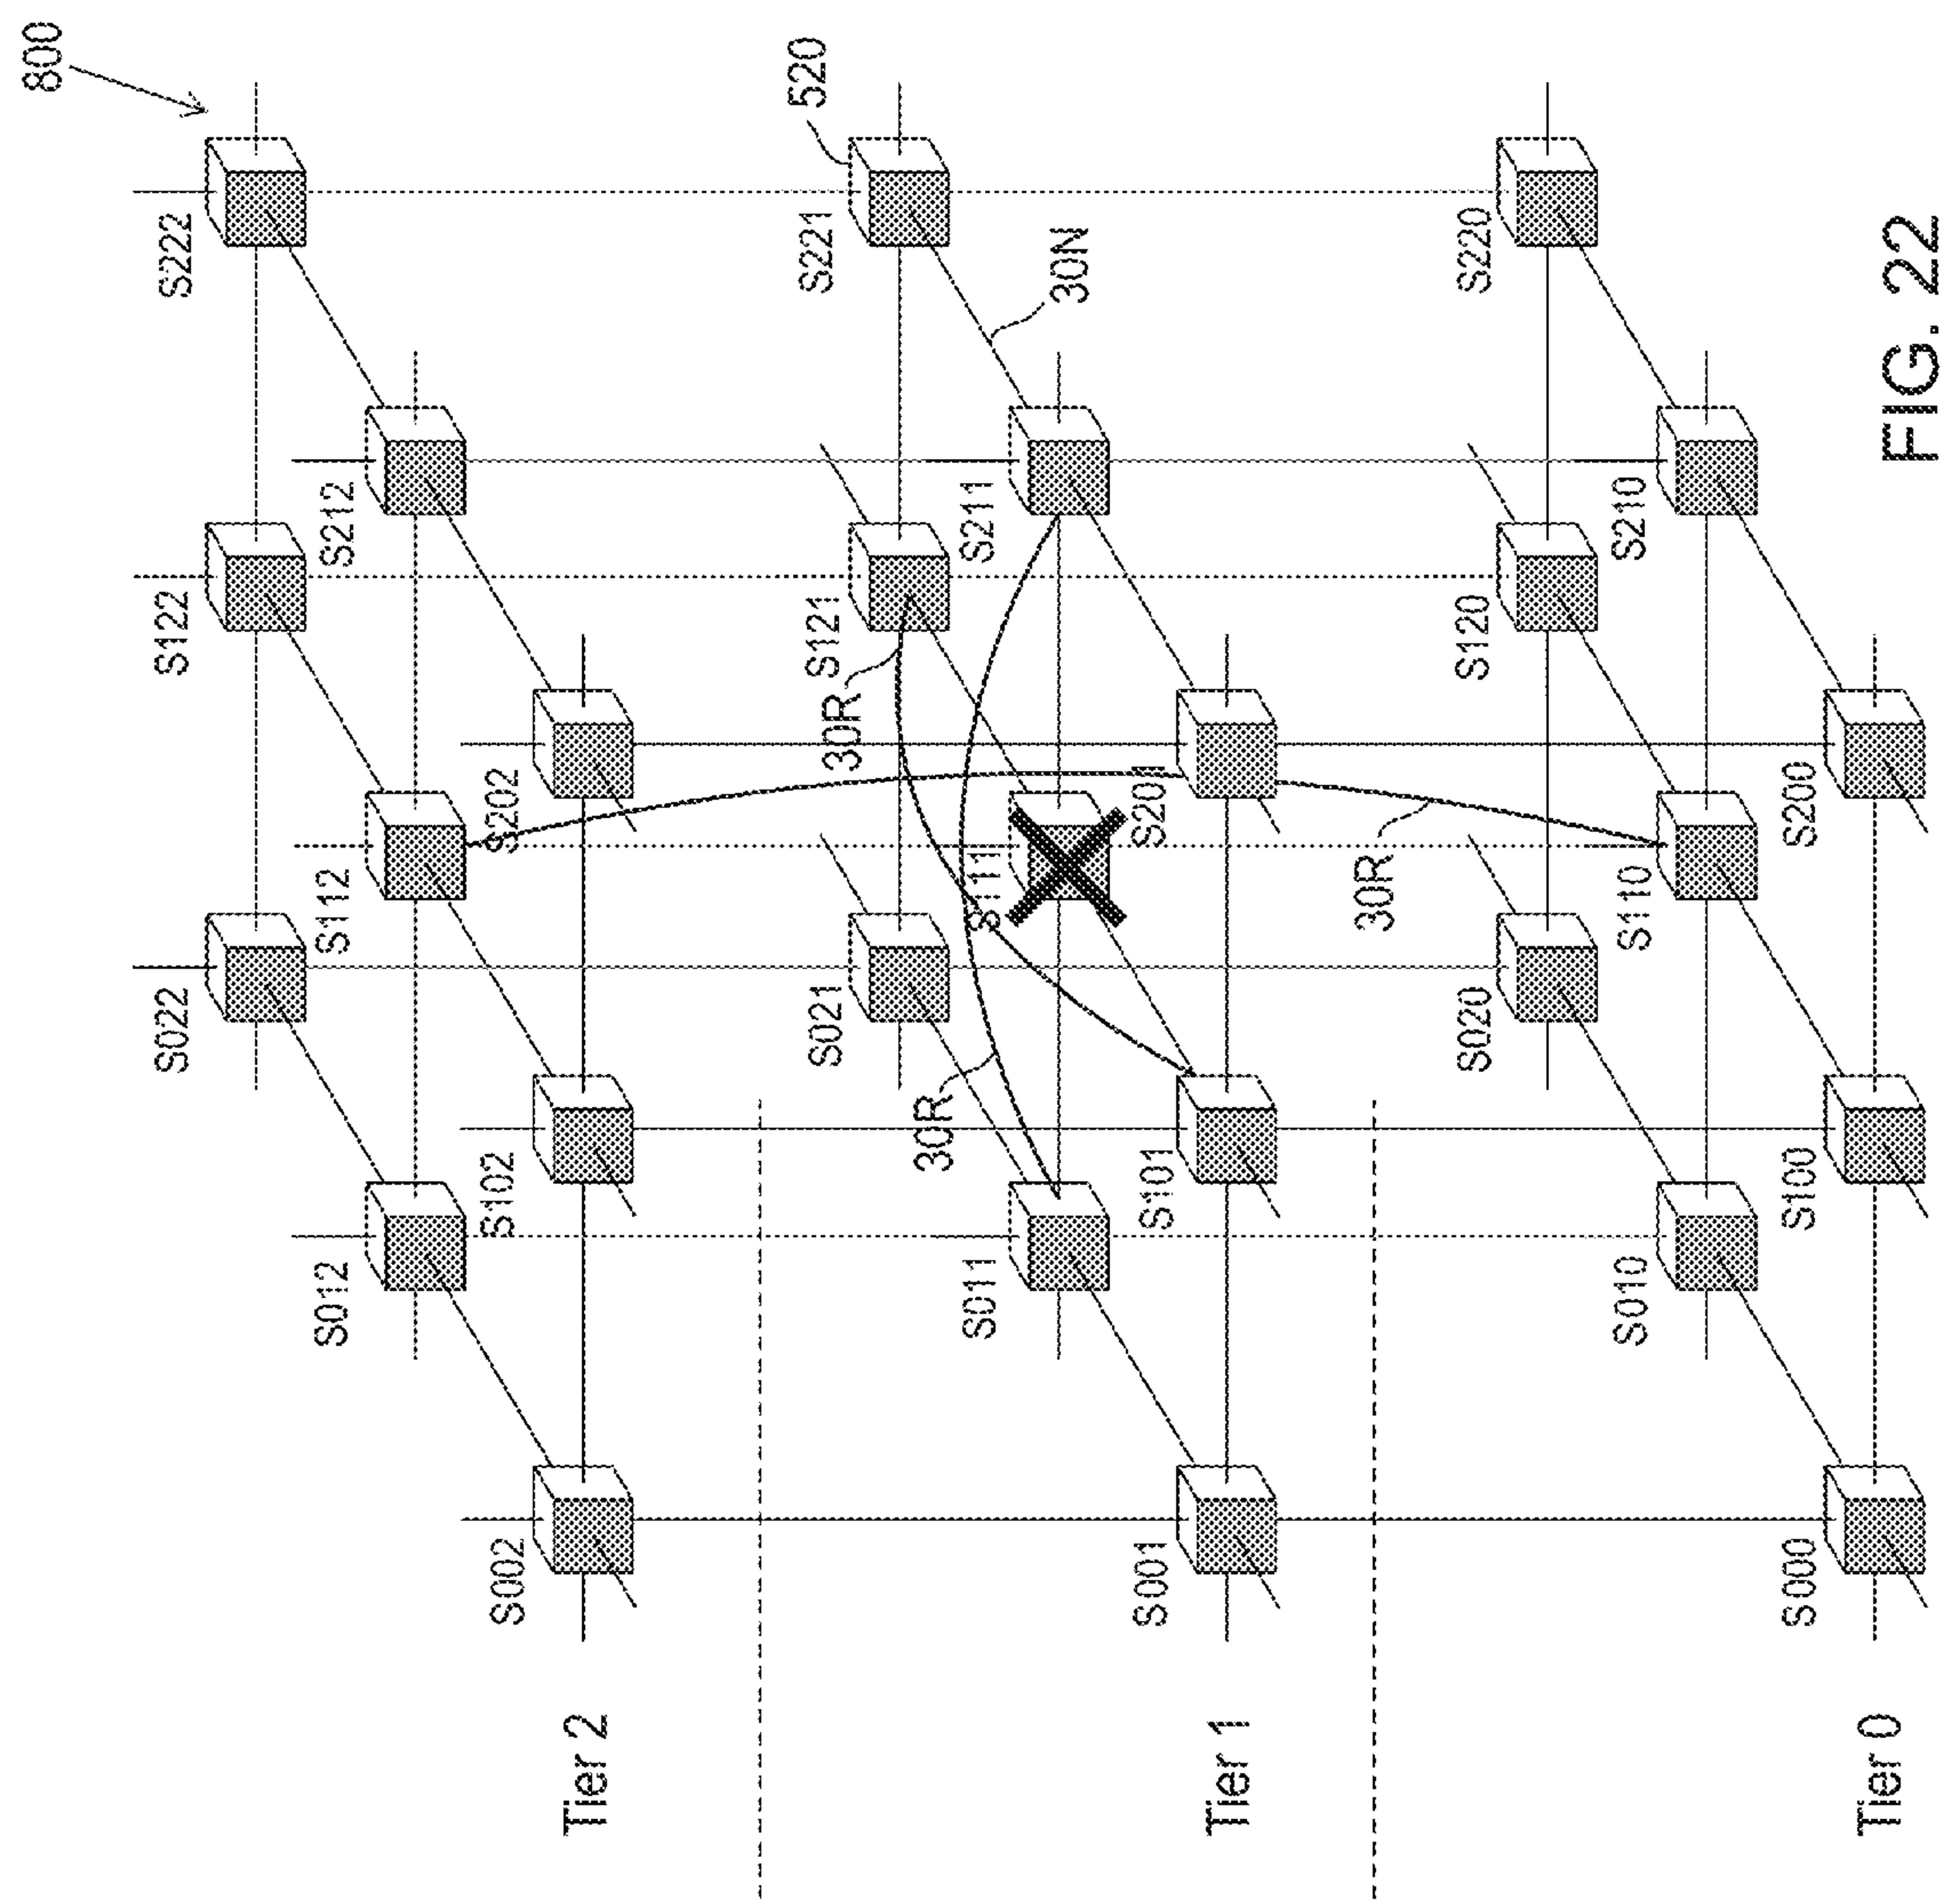 800
S022
S122
S222
S012
S112
S212
Tier 2
S002
S102
S202
S021
S121
S221
520
30R
30R
S011
S111
S211
30N
Tier 1
S001
S101
S201
30R
S020
S120
S220
S010
S110
S210
Tier 0
S000
S100
S200
FIG. 22